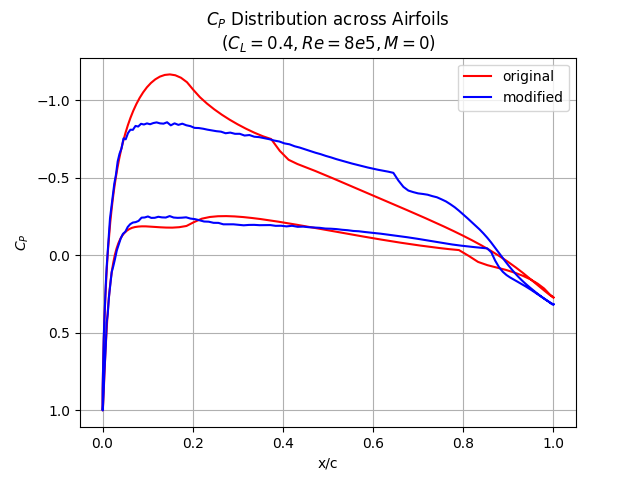 C_P Distribution across Airfoils
(C_L = 0.4, Re = 8e5, M = 0)
original
modified
−1.0
−0.5
0.0
0.5
1.0
C_P
0.0 0.2 0.4 0.6 0.8 1.0
x/c